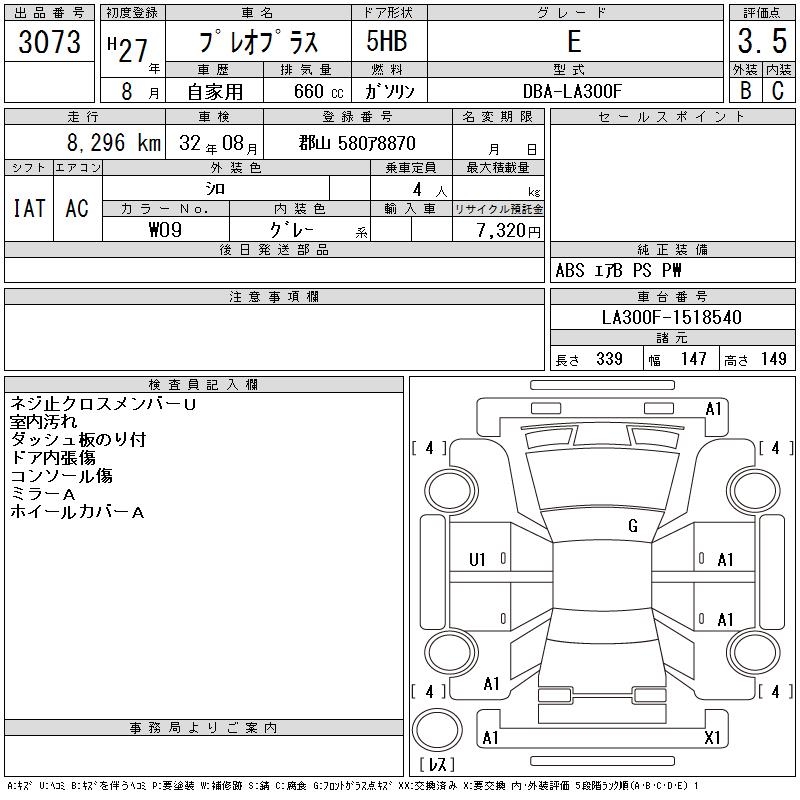 出品番号 初度登録 車名 ドア形状 グレード 評価点
3073 H27年 ﾌﾟﾚｵﾌﾟﾗｽ 5HB E 3.5
車歴 排気量 燃料 型式 外装 内装
8月 自家用 660 cc ｶﾞｿﾘﾝ DBA-LA300F B C
走行 車検 登録番号 名変期限 セールスポイント
8,296 km 32年08月 郡山 580ｱ8870 月 日
シフト エアコン 外装色 乗車定員 最大積載量
IAT AC ｼﾛ 4 人 kg
カラーNo. 内装色 輸入車 リサイクル預託金
W09 ｸﾞﾚｰ 系 7,320円
後日発送部品 純正装備
ABS ｴｱB PS PW
注意事項欄 車台番号
LA300F-1518540
諸元
長さ 339 幅 147 高さ 149
検査員記入欄
ネジ止クロスメンバーU
室内汚れ
ダッシュ板のり付
ドア内張傷
コンソール傷
ミラーA
ホイールカバーA
A1
[ 4 ] [ 4 ]
G
U1 A1
A1
[ 4 ] A1 [ 4 ]
A1 X1
[ﾚｽ]
事務局よりご案内
A:ｷｽﾞ U:ﾍｺﾐ B:ｷｽﾞを伴うﾍｺﾐ P:要塗装 W:補修跡 S:錆 C:腐食 G:ﾌﾛﾝﾄｶﾞﾗｽ点ｷｽﾞ XX:交換済み X:要交換 内･外装評価 5段階ﾗﾝｸ順(A･B･C･D･E) 1